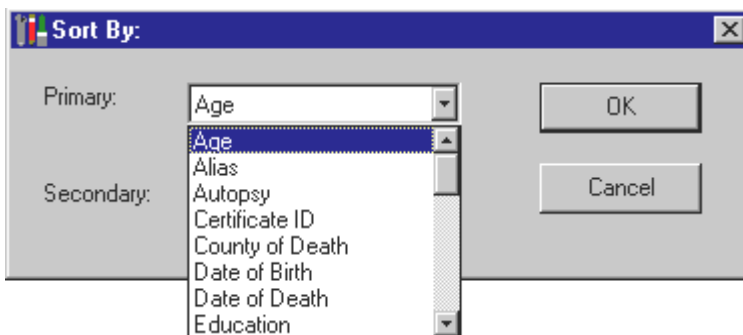 Sort By:
Primary:
Age
OK
Age
Alias
Autopsy
Secondary:
Cancel
Certificate ID
County of Death
Date of Birth
Date of Death
Education